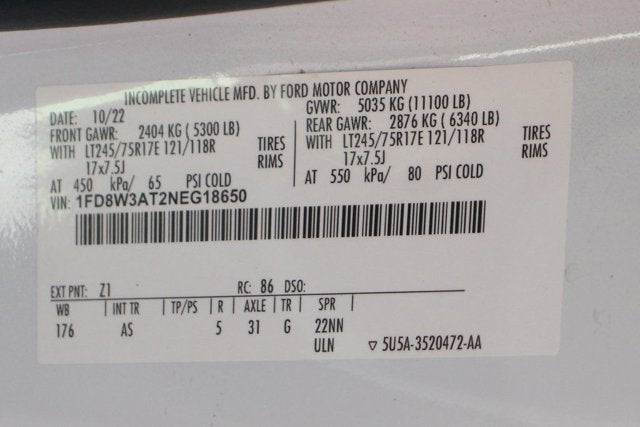 INCOMPLETE VEHICLE MFD. BY FORD MOTOR COMPANY
DATE: 10/22 GVWR: 5035 KG (11100 LB)
FRONT GAWR: 2404 KG ( 5300 LB) REAR GAWR: 2876 KG ( 6340 LB)
WITH LT245/75R17E 121/118R TIRES WITH LT245/75R17E 121/118R TIRES
17x7.5J RIMS 17x7.5J RIMS
AT 450 kPa/ 65 PSI COLD AT 550 kPa/ 80 PSI COLD
VIN: 1FD8W3AT2NEG18650
EXT PNT: Z1 RC: 86 DSO:
WB | INT TR | TP/PS | R | AXLE | TR | SPR
176 AS 5 31 G 22NN
ULN ▽ 5U5A-3520472-AA